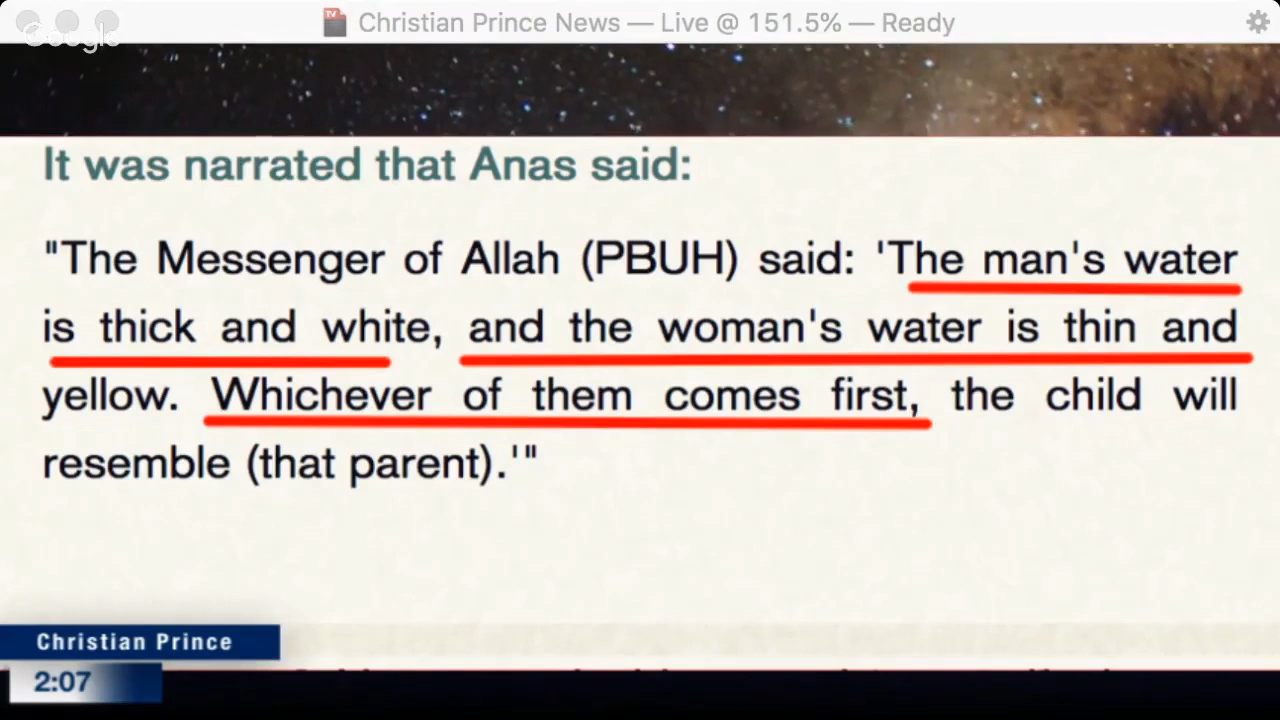 Christian Prince News — Live @ 151.5% — Ready
Google
It was narrated that Anas said:
"The Messenger of Allah (PBUH) said: 'The man's water
is thick and white, and the woman's water is thin and
yellow. Whichever of them comes first, the child will
resemble (that parent).'"
Christian Prince
2:07